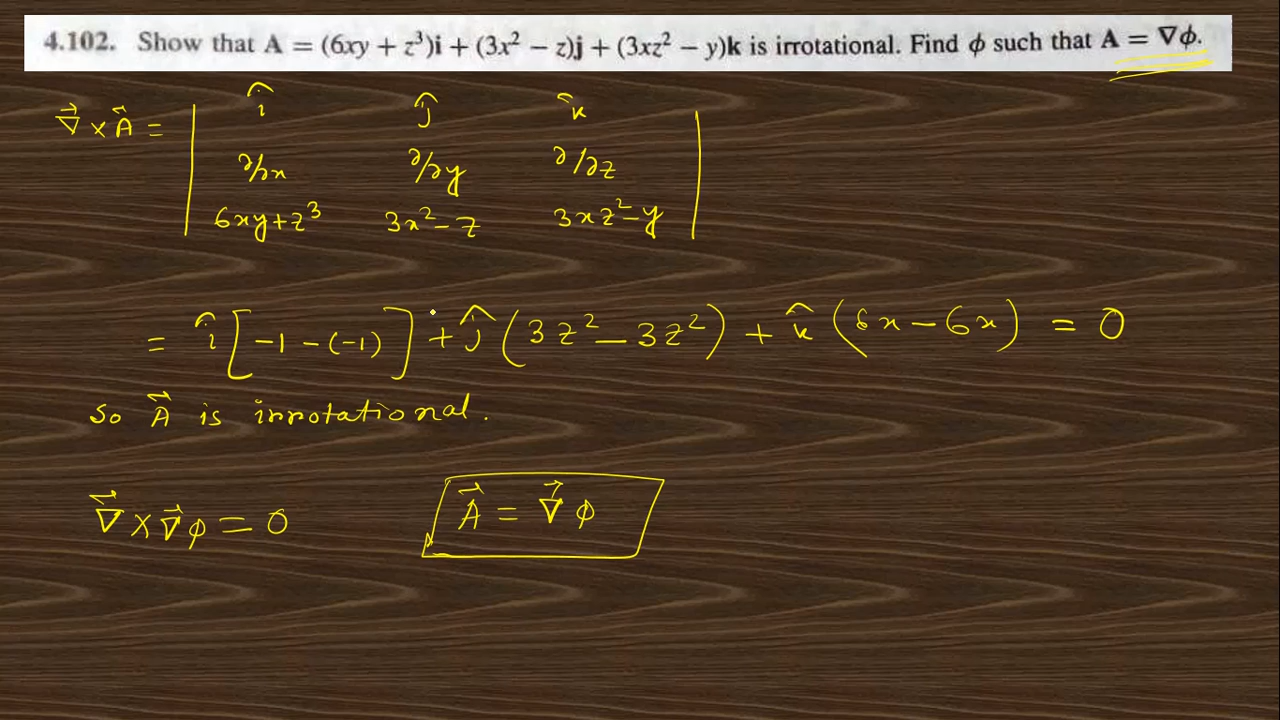 4.102. Show that A = (6xy + z³)i + (3x² − z)j + (3xz² − y)k is irrotational. Find ϕ such that A = ∇ϕ.
î ĵ k̂
∇⃗ × A⃗ =
∂/∂x ∂/∂y ∂/∂z
6xy+z³ 3x²−z 3xz²−y
= î [−1 − (−1)] + ĵ (3z² − 3z²) + k̂ (6x − 6x) = 0
So A⃗ is irrotational.
∇⃗ × ∇⃗ϕ = 0 A⃗ = ∇⃗ϕ